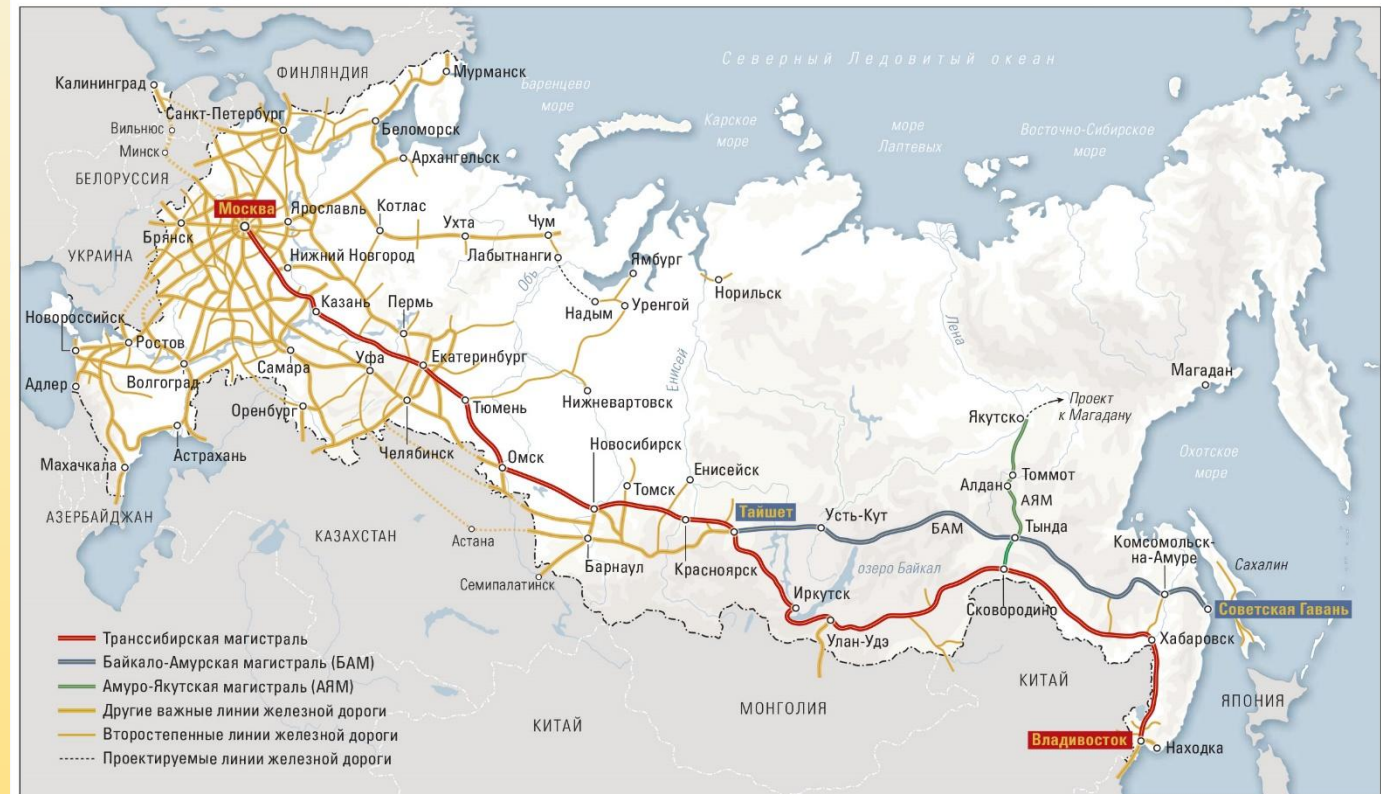 Северный Ледовитый океан
Баренцево
море
Карское
море
море
Лаптевых
Восточно-Сибирское
море
ФИНЛЯНДИЯ
Мурманск
Калининград
Санкт-Петербург
Вильнюс
Беломорск
Минск
Архангельск
БЕЛОРУССИЯ
Москва
Ярославль
Котлас
Ухта
Чум
Брянск
Лабытнанги
УКРАИНА
Нижний Новгород
Обь
Ямбург
Норильск
Казань
Пермь
Надым
Уренгой
Новороссийск
Ростов
Лена
Енисей
Самара
Уфа
Екатеринбург
Адлер
Волгоград
Магадан
Оренбург
Тюмень
Нижневартовск
Проект
к Магадану
Якутск
Астрахань
Челябинск
Новосибирск
Охотское
море
Махачкала
Омск
Енисейск
Томск
Томмот
Алдан
АЯМ
АЗЕРБАЙДЖАН
Тайшет
Усть-Кут
БАМ
Тында
КАЗАХСТАН
Астана
Комсомольск-
на-Амуре
Сахалин
Барнаул
Красноярск
озеро Байкал
Семипалатинск
Иркутск
Сковородино
Советская Гавань
Улан-Удэ
Хабаровск
КИТАЙ
МОНГОЛИЯ
ЯПОНИЯ
КИТАЙ
Владивосток
Находка
Транссибирская магистраль
Байкало-Амурская магистраль (БАМ)
Амуро-Якутская магистраль (АЯМ)
Другие важные линии железной дороги
Второстепенные линии железной дороги
Проектируемые линии железной дороги